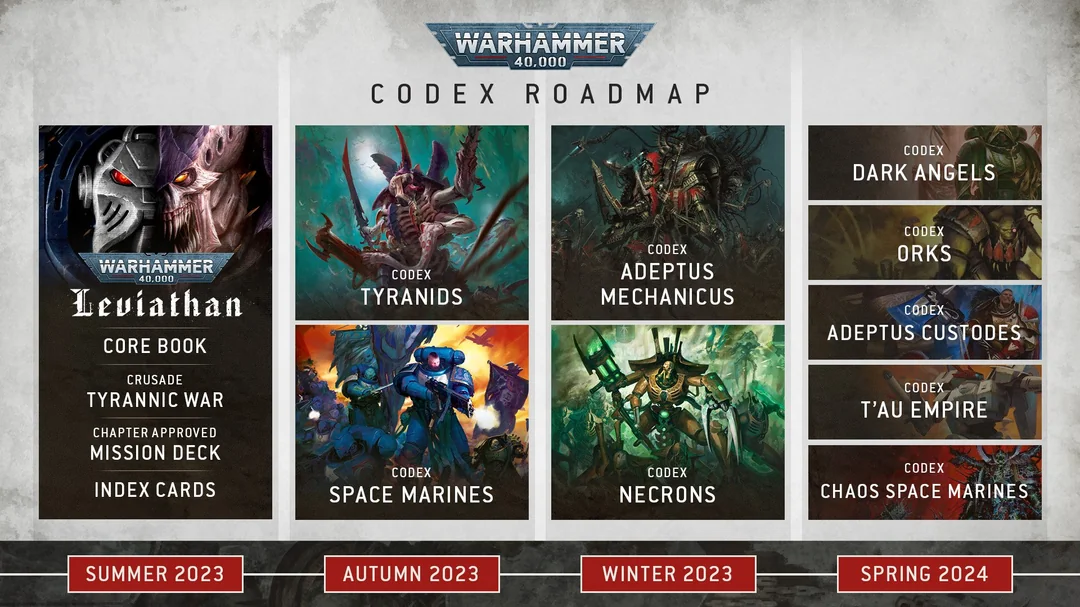 WARHAMMER
40,000
CODEX ROADMAP
WARHAMMER
40,000
Leviathan
CORE BOOK
CRUSADE
TYRANNIC WAR
CHAPTER APPROVED
MISSION DECK
INDEX CARDS
SUMMER 2023
CODEX
TYRANIDS
CODEX
SPACE MARINES
AUTUMN 2023
CODEX
ADEPTUS
MECHANICUS
CODEX
NECRONS
WINTER 2023
CODEX
DARK ANGELS
CODEX
ORKS
CODEX
ADEPTUS CUSTODES
CODEX
T'AU EMPIRE
CODEX
CHAOS SPACE MARINES
SPRING 2024